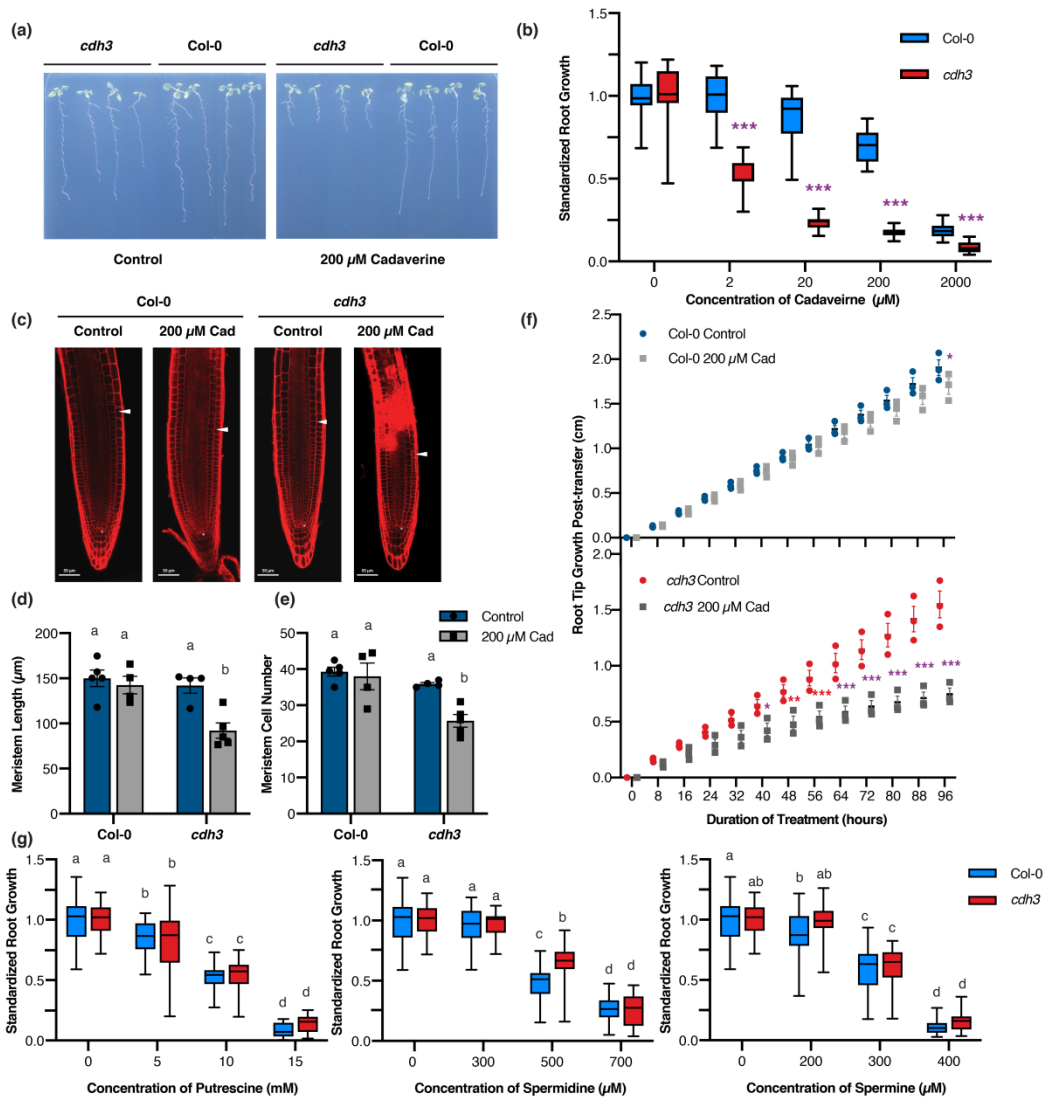 (a)
cdh3 Col-0 cdh3 Col-0
Control 200 µM Cadaverine
(b)
Col-0
cdh3
Standardized Root Growth
1.0
0.5
0.0
***
***
***
***
0 2 20 200 2000
Concentration of Cadaveirne (µM)
(c)
Col-0 cdh3
Control 200 µM Cad Control 200 µM Cad
50 µm 50 µm 50 µm 50 µm
(d)
Meristem Length (µm)
200
150
100
50
0
a a a b
Col-0 cdh3
(e)
Control
200 µM Cad
Meristem Cell Number
50
40
30
20
10
0
a a a b
Col-0 cdh3
(f)
Root Tip Growth Post-transfer (cm)
2.5
2.0
1.5
1.0
0.5
0.0
Col-0 Control
Col-0 200 µM Cad
*
2.0
1.5
1.0
0.5
0.0
cdh3 Control
cdh3 200 µM Cad
* ** *** *** *** *** *** ***
0 8 16 24 32 40 48 56 64 72 80 88 96
Duration of Treatment (hours)
(g)
Standardized Root Growth
1.5
1.0
0.5
0.0
a a b b c c d d
0 5 10 15
Concentration of Putrescine (mM)
Standardized Root Growth
1.5
1.0
0.5
0.0
a a a a c b d d
0 300 500 700
Concentration of Spermidine (µM)
Standardized Root Growth
1.5
1.0
0.5
0.0
a ab b ab c c d d
0 200 300 400
Concentration of Spermine (µM)
Col-0
cdh3